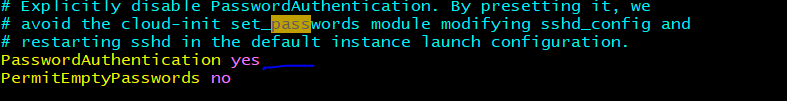 # Explicitly disable PasswordAuthentication. By presetting it, we
# avoid the cloud-init set_passwords module modifying sshd_config and
# restarting sshd in the default instance launch configuration.
PasswordAuthentication yes
PermitEmptyPasswords no